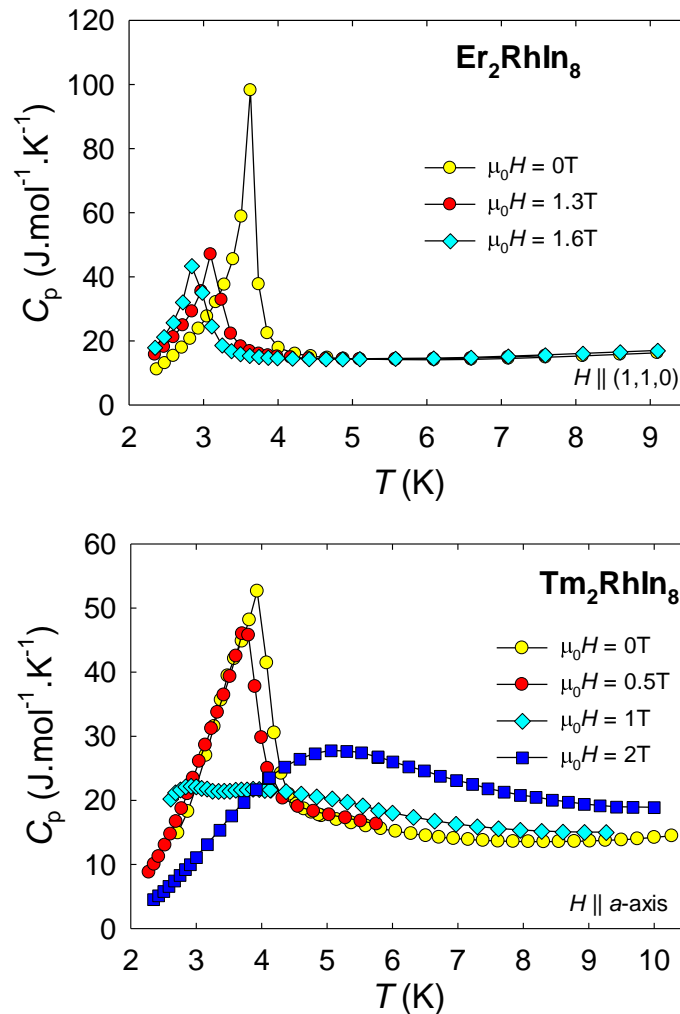 120
100
80
60
40
20
0
Er₂RhIn₈
μ₀H = 0T
μ₀H = 1.3T
μ₀H = 1.6T
Cₚ (J.mol⁻¹.K⁻¹)
H || (1,1,0)
2 3 4 5 6 7 8 9
T (K)
60
50
40
30
20
10
0
Tm₂RhIn₈
μ₀H = 0T
μ₀H = 0.5T
μ₀H = 1T
μ₀H = 2T
Cₚ (J.mol⁻¹.K⁻¹)
H || a-axis
2 3 4 5 6 7 8 9 10
T (K)